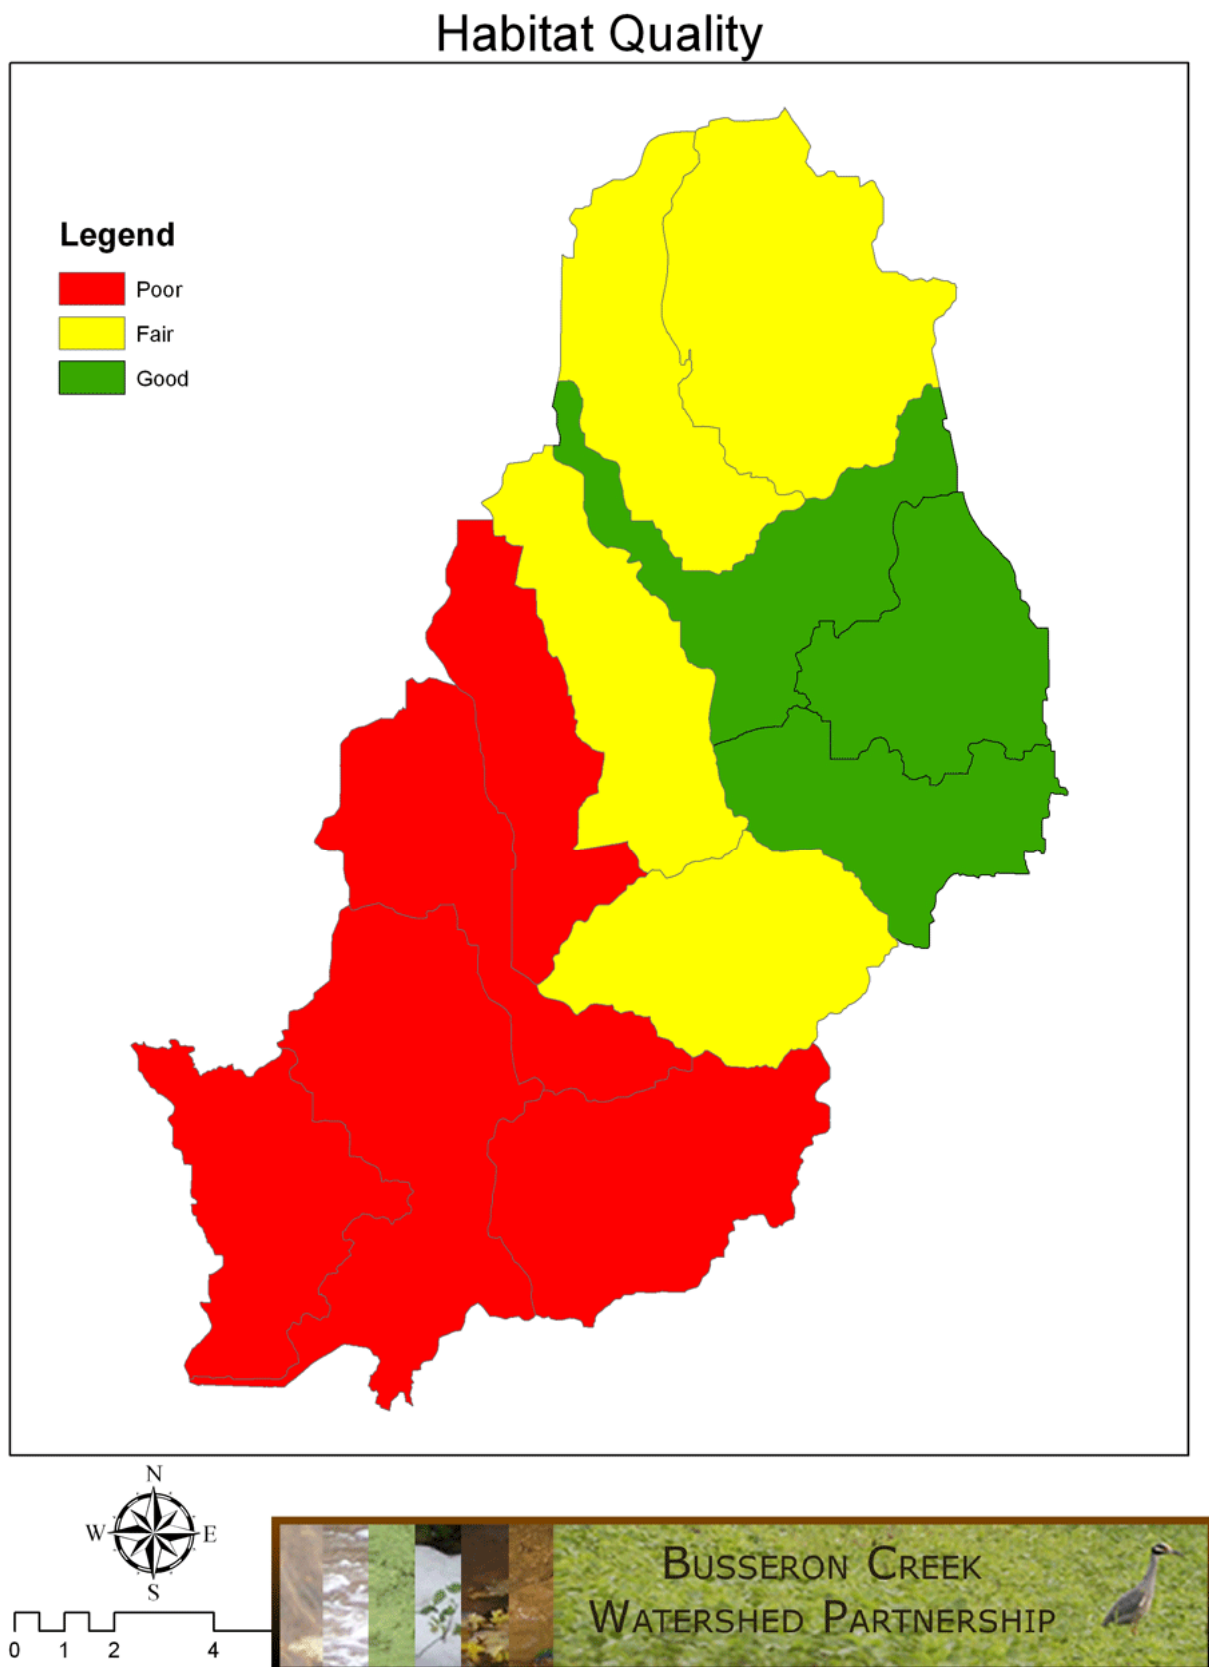 Habitat Quality
Legend
Poor
Fair
Good
N
W E
S
0 1 2 4
BUSSERON CREEK
WATERSHED PARTNERSHIP